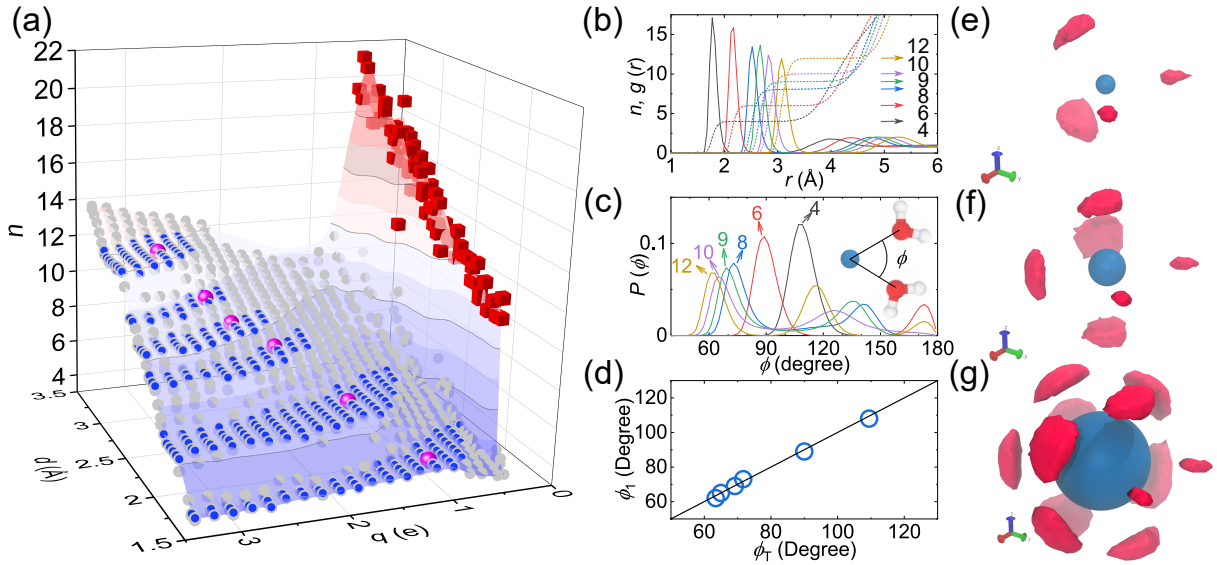 (a)
22
20
18
16
14
12
10
8
6
4
n
3.5
3
2.5
2
1.5
d(Å)
3
2
1
0
q (e)
(b)
n, g (r)
15
10
5
0
12
10
9
8
6
4
1 2 3 4 5 6
r (Å)
(c)
P (ϕ)
0.1
0
12
10
9
8
6
4
ϕ
60 90 120 150 180
ϕ (degree)
(d)
ϕ1 (Degree)
120
100
80
60
60 80 100 120
ϕT (Degree)
(e)
z
y
(f)
z
y
(g)
z
y